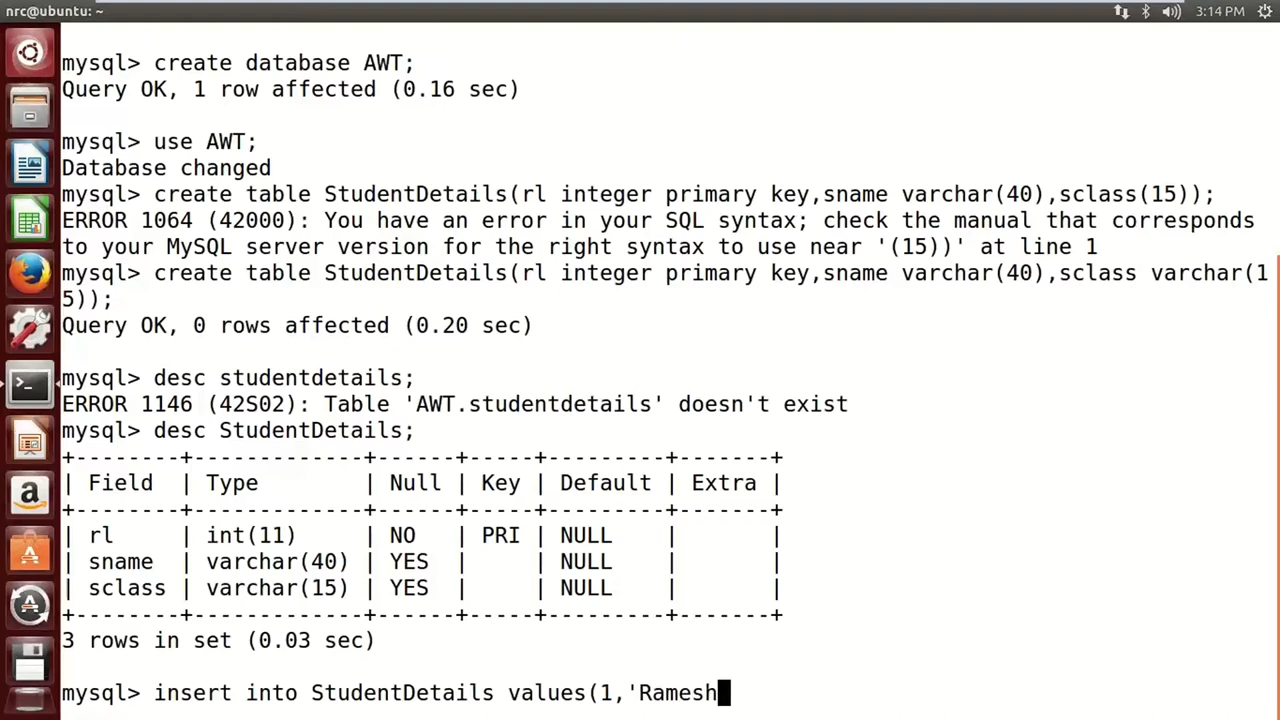 nrc@ubuntu: ~
3:14 PM
mysql> create database AWT;
Query OK, 1 row affected (0.16 sec)
mysql> use AWT;
Database changed
mysql> create table StudentDetails(rl integer primary key,sname varchar(40),sclass(15));
ERROR 1064 (42000): You have an error in your SQL syntax; check the manual that corresponds
to your MySQL server version for the right syntax to use near '(15))' at line 1
mysql> create table StudentDetails(rl integer primary key,sname varchar(40),sclass varchar(1
5));
Query OK, 0 rows affected (0.20 sec)
mysql> desc studentdetails;
ERROR 1146 (42S02): Table 'AWT.studentdetails' doesn't exist
mysql> desc StudentDetails;
+---------+-------------+------+-----+---------+-------+
| Field   | Type        | Null | Key | Default | Extra |
+---------+-------------+------+-----+---------+-------+
| rl      | int(11)     | NO   | PRI | NULL    |       |
| sname   | varchar(40) | YES  |     | NULL    |       |
| sclass  | varchar(15) | YES  |     | NULL    |       |
+---------+-------------+------+-----+---------+-------+
3 rows in set (0.03 sec)
mysql> insert into StudentDetails values(1,'Ramesh